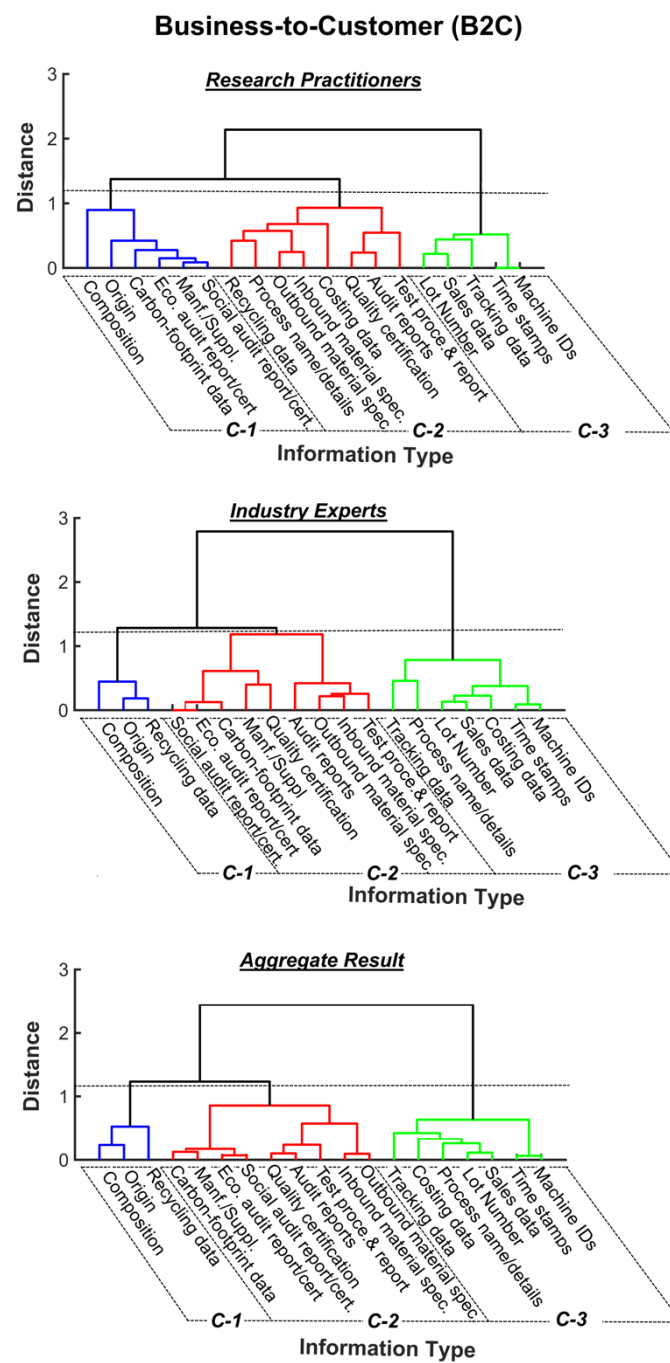 Business-to-Customer (B2C)
Research Practitioners
3
2
1
0
Distance
Composition
Origin
Carbon-footprint data
Eco. audit report/cert
Manf./Suppl.
Social audit report/cert.
Recycling data
Process name/details
Outbound material spec.
Inbound material spec.
Costing data
Quality certification
Audit reports
Test proce.& report
Lot Number
Sales data
Tracking data
Time stamps
Machine IDs
C-1
C-2
C-3
Information Type
Industry Experts
3
2
1
0
Distance
Composition
Origin
Recycling data
Social audit report/cert.
Eco. audit report/cert
Carbon-footprint data
Manf./Suppl
Quality certification
Audit reports
Outbound material spec.
Inbound material spec.
Test proce & report
Tracking data
Process name/details
Lot Number
Sales data
Costing data
Time stamps
Machine IDs
C-1
C-2
C-3
Information Type
Aggregate Result
3
2
1
0
Distance
Composition
Origin
Recycling data
Carbon-footprint data
Manf./Suppl.
Eco. audit report/cert
Social audit report/cert.
Quality certification
Audit reports
Test proce.& report
Inbound material spec.
Outbound material spec
Tracking data
Costing data
Process name/details
Lot Number
Sales data
Time stamps
Machine IDs
C-1
C-2
C-3
Information Type